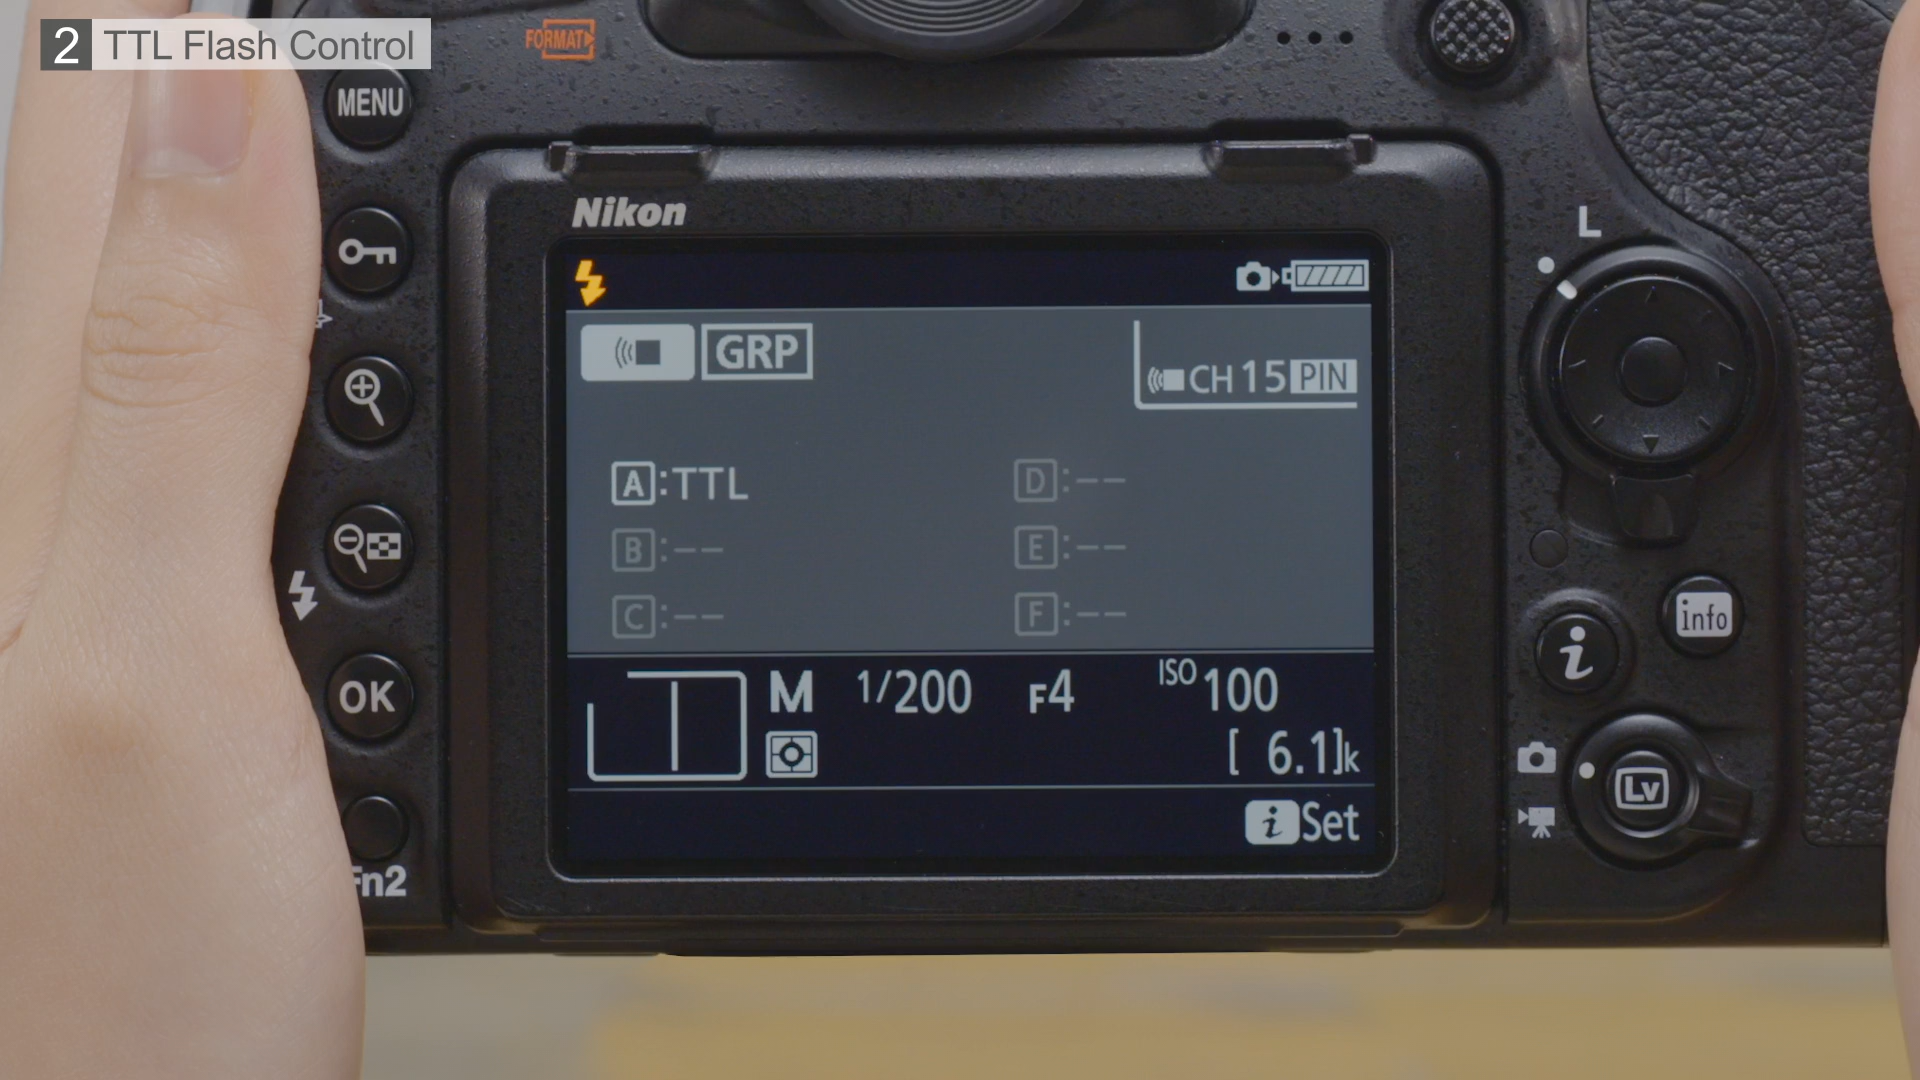 2 TTL Flash Control
FORMAT
MENU
Nikon
L
GRP
CH 15 PIN
A:TTL
D:--
B:--
E:--
C:--
F:--
info
i
OK
M 1/200 F4 ISO 100
[ 6.1]k
Lv
i Set
Fn2